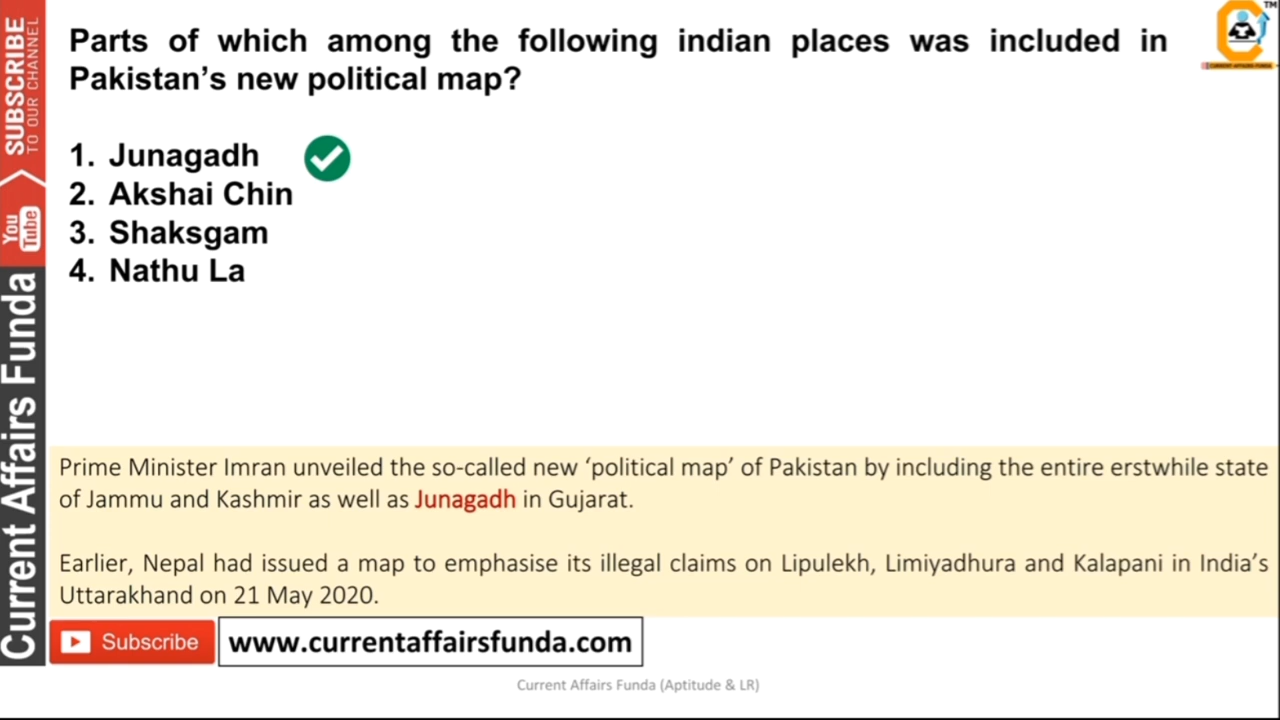 Parts of which among the following indian places was included in
Pakistan's new political map?
1. Junagadh
2. Akshai Chin
3. Shaksgam
4. Nathu La
Prime Minister Imran unveiled the so-called new ‘political map’ of Pakistan by including the entire erstwhile state
of Jammu and Kashmir as well as Junagadh in Gujarat.
Earlier, Nepal had issued a map to emphasise its illegal claims on Lipulekh, Limiyadhura and Kalapani in India's
Uttarakhand on 21 May 2020.
Subscribe
www.currentaffairsfunda.com
Current Affairs Funda (Aptitude & LR)
SUBSCRIBE
TO OUR CHANNEL
You
Tube
Current Affairs Funda
TM
CURRENT AFFAIRS FUNDA